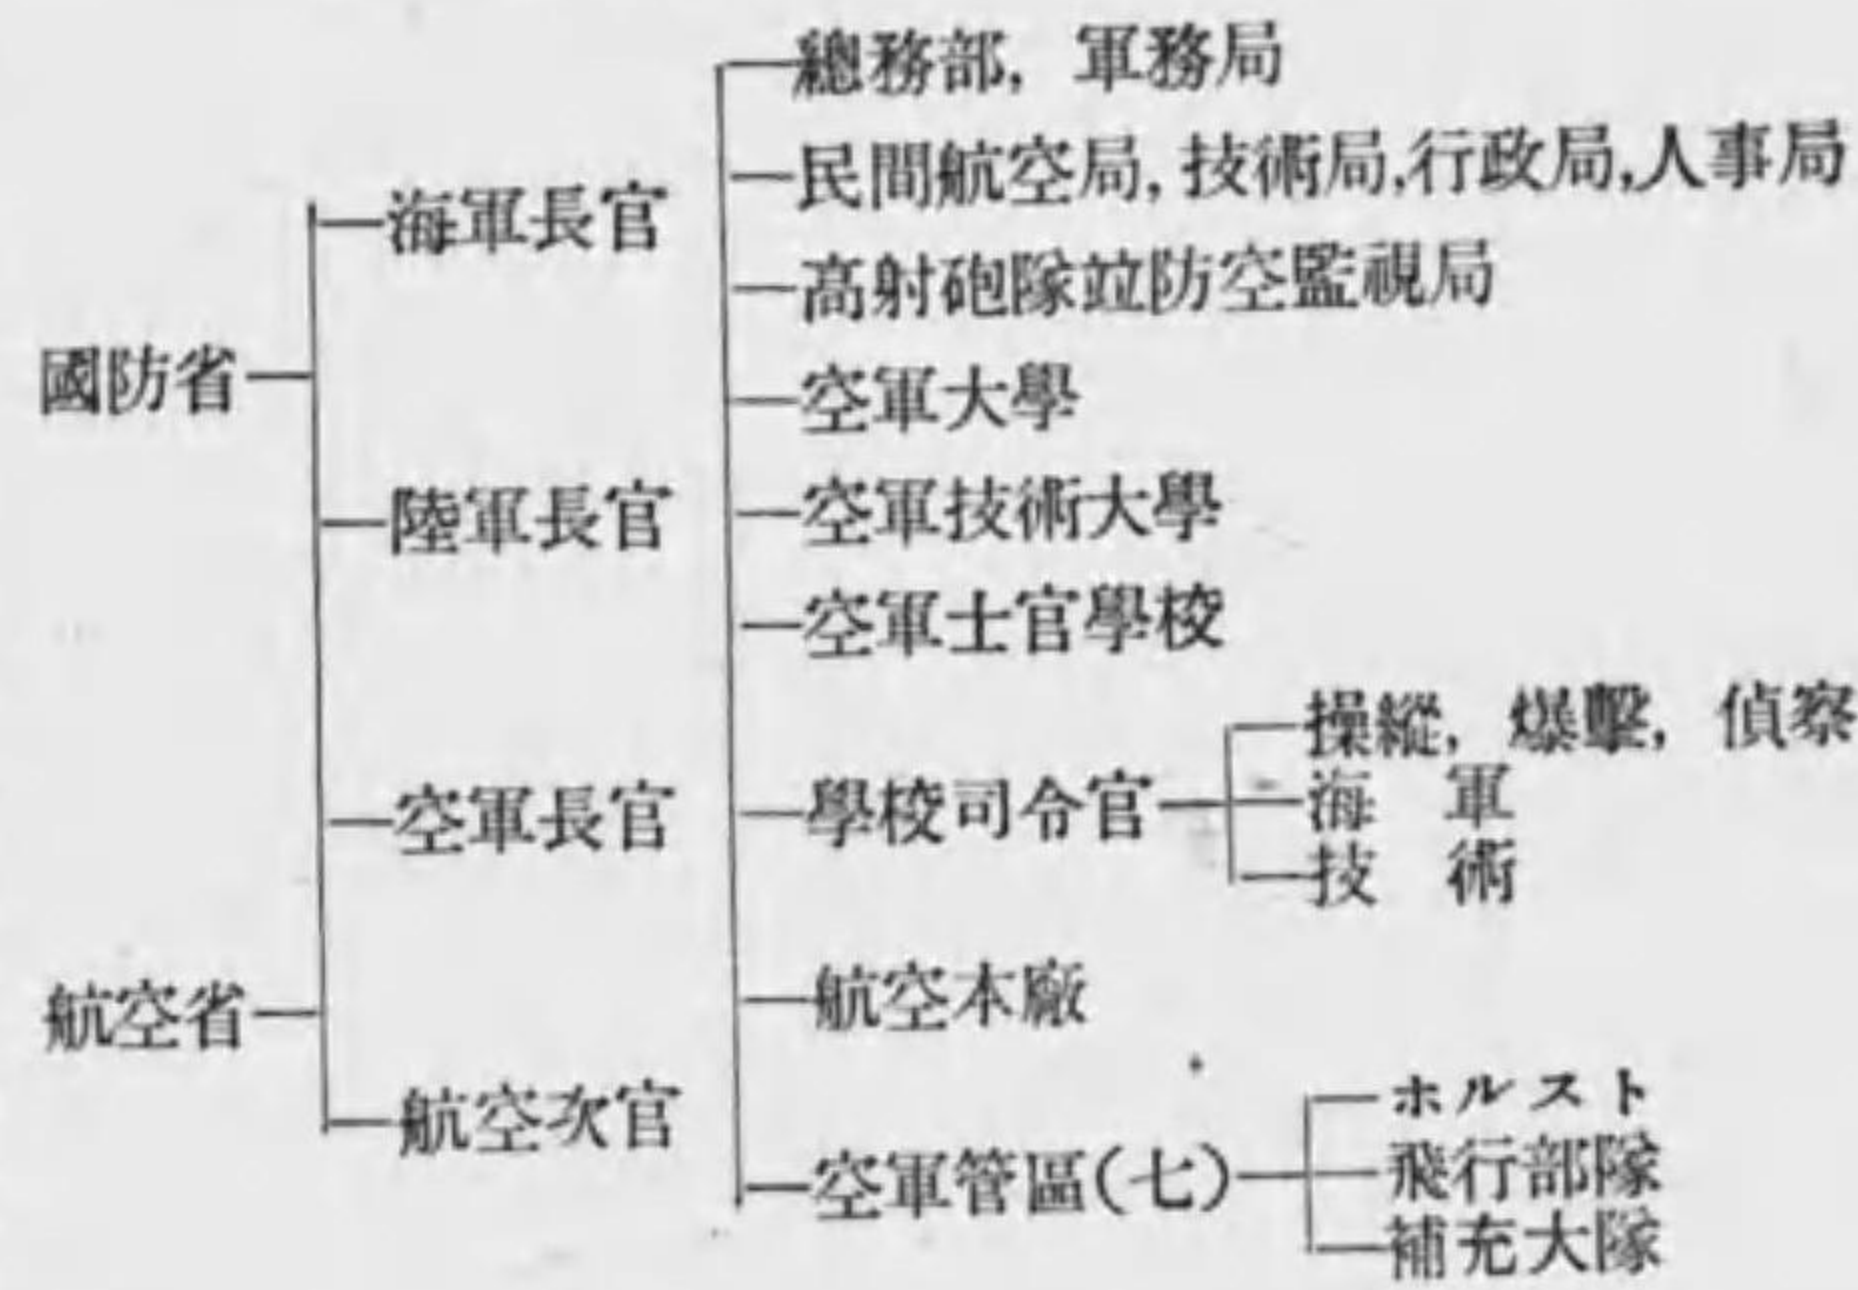 國防省
航空省
海軍長官
陸軍長官
空軍長官
航空次官
總務部, 軍務局
民間航空局, 技術局,行政局,人事局
高射砲隊竝防空監視局
空軍大學
空軍技術大學
空軍士官學校
學校司令官
操縱, 爆擊, 偵察
海 軍
技 術
航空本廠
空軍管區(七)
ホルスト
飛行部隊
補充大隊